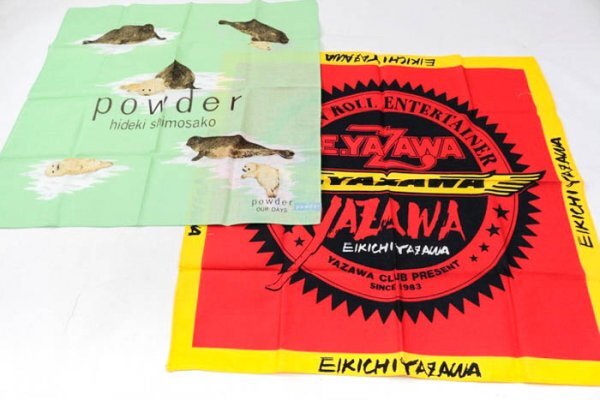 powder
hideki shimosako
powder
OUR DAYS
EIKICHI YAZAWA
ROLL ENTERTAINER
E.YAZAWA
YAZAWA
YAZAWA
EIKICHI YAZAWA
YAZAWA CLUB PRESENT
SINCE 1983
EIKICHI YAZAWA
EIKICHI YAZAWA